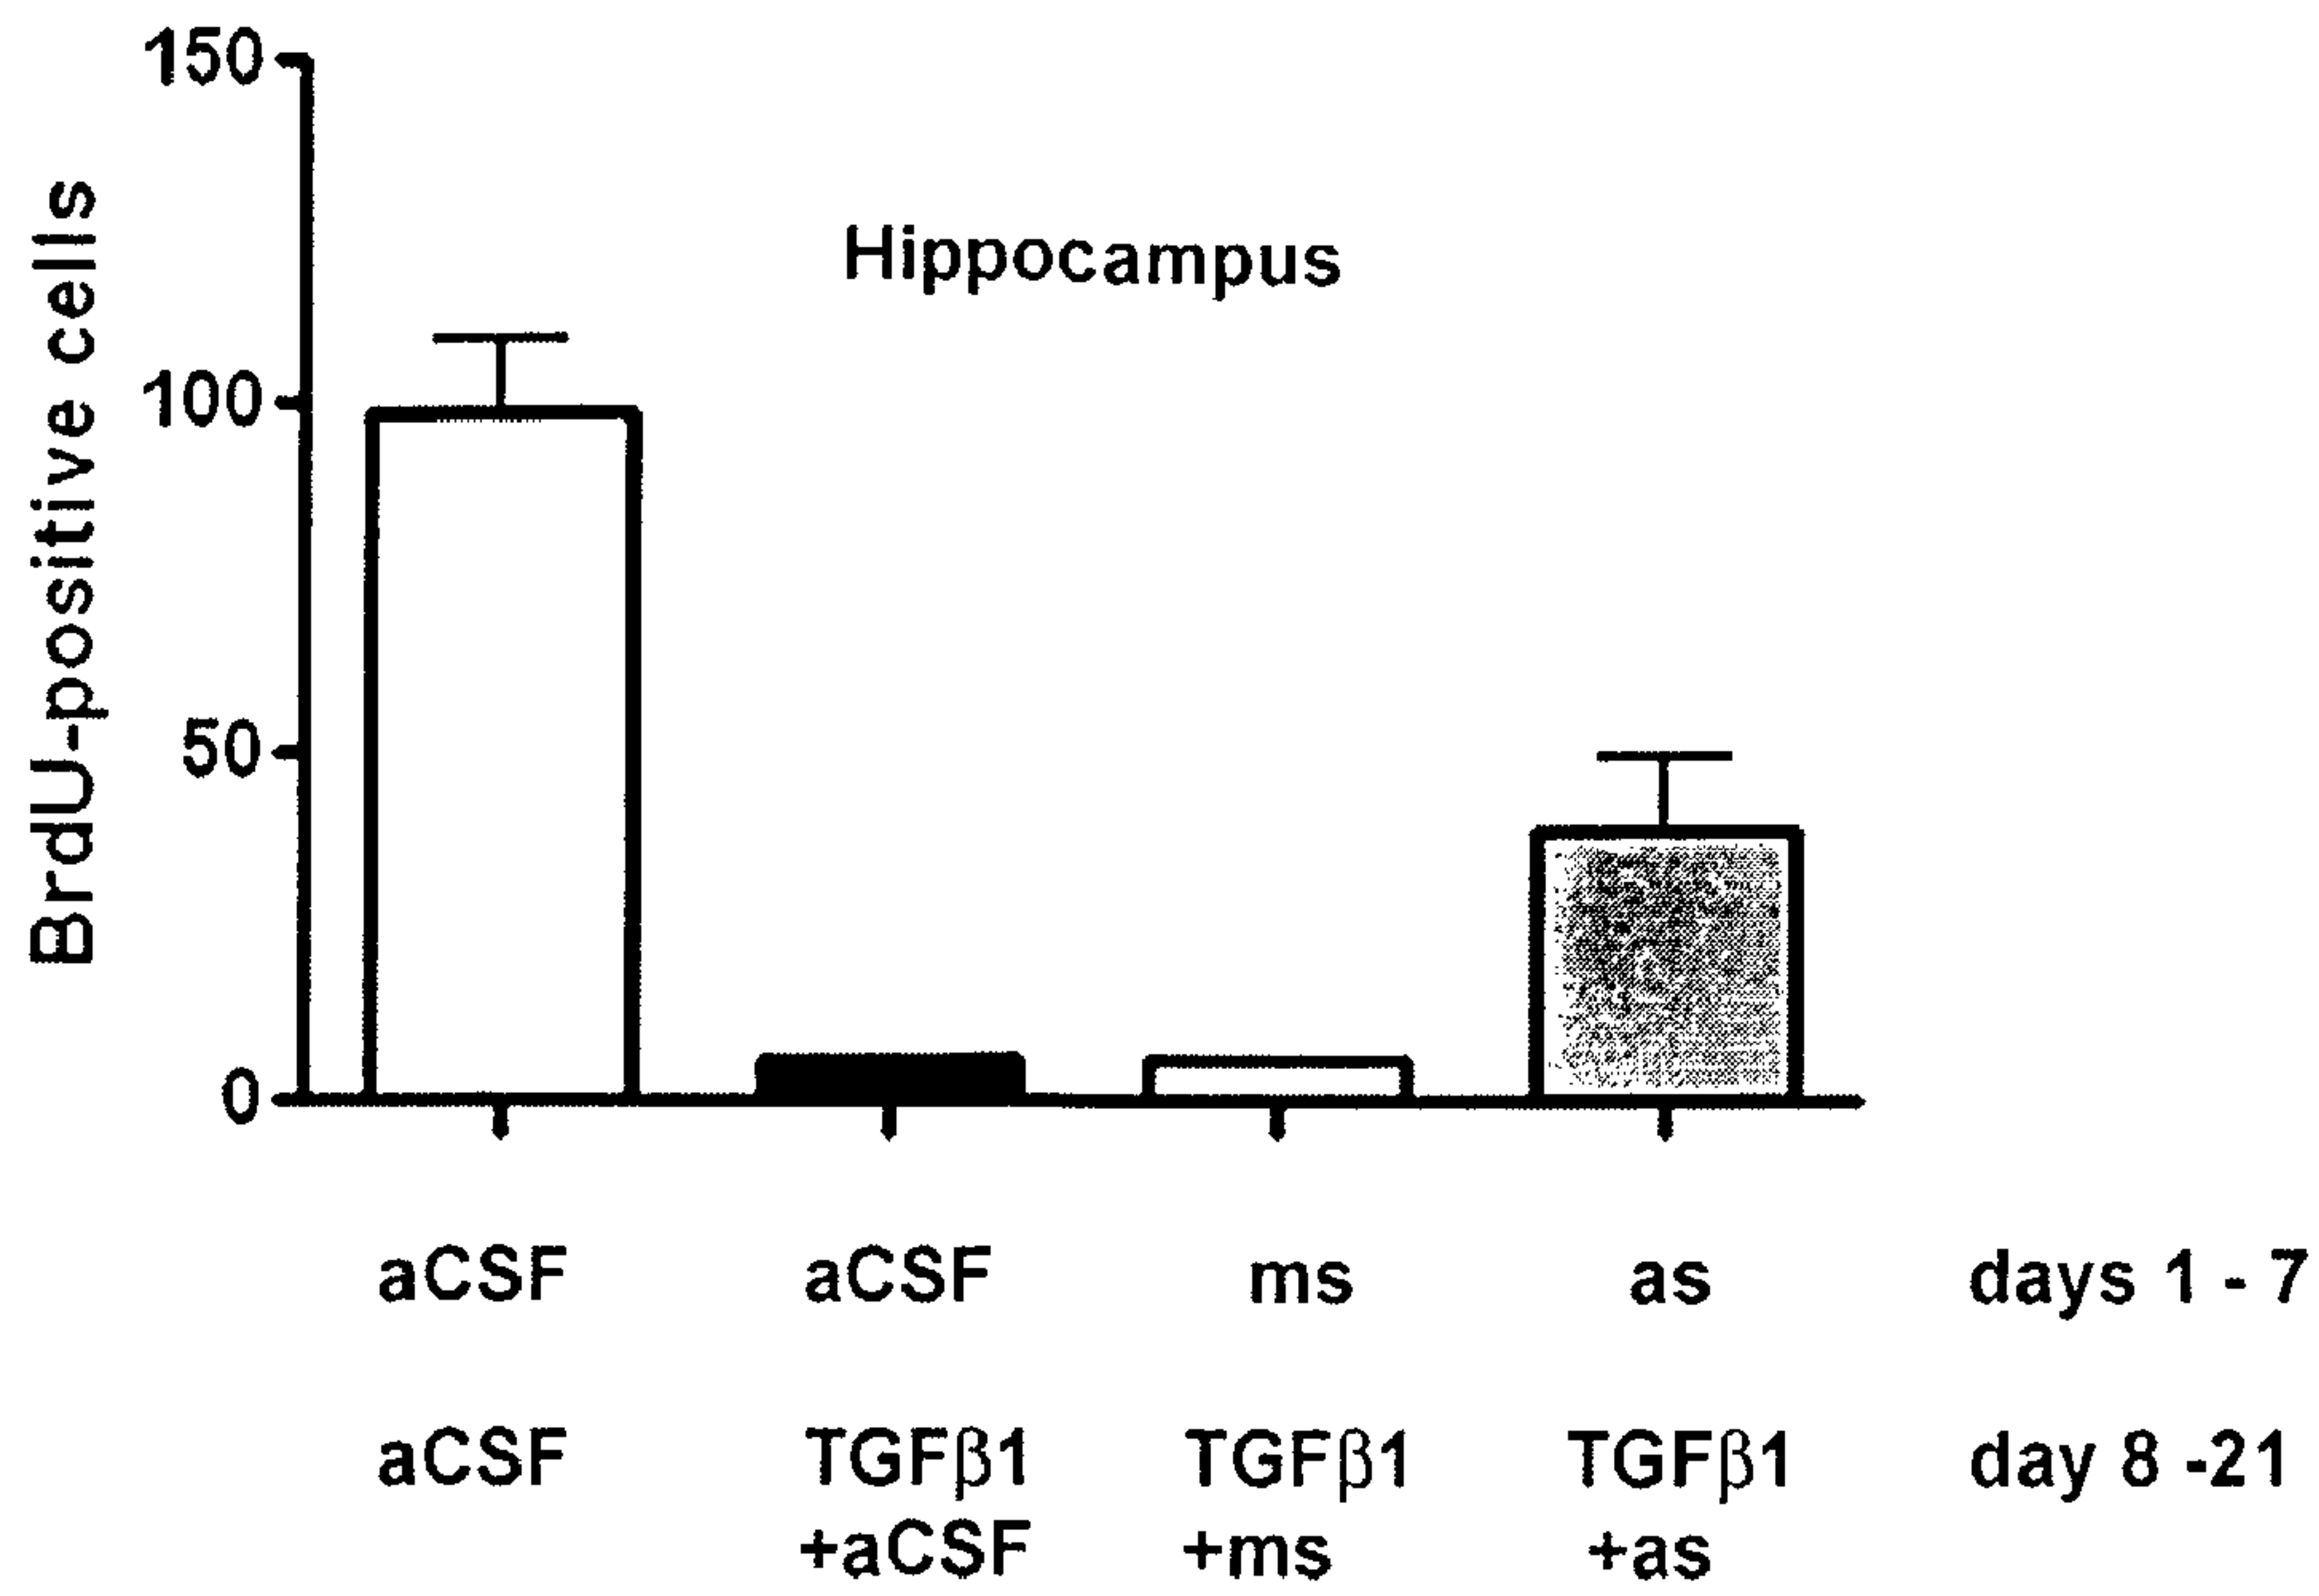 150
Hippocampus
100
50
0
BrdU-positive cells
aCSF aCSF ms as days 1 - 7
aCSF TGFβ1 TGFβ1 TGFβ1 day 8 -21
+aCSF +ms +as